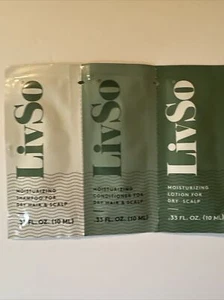 LivSo
MOISTURIZING
SHAMPOO FOR
DRY HAIR & SCALP
.33 FL. OZ. (10 ML)
LivSo
MOISTURIZING
CONDITIONER FOR
DRY HAIR & SCALP
.33 FL. OZ. (10 ML)
LivSo
MOISTURIZING
LOTION FOR
DRY SCALP
.33 FL. OZ. (10 ML)